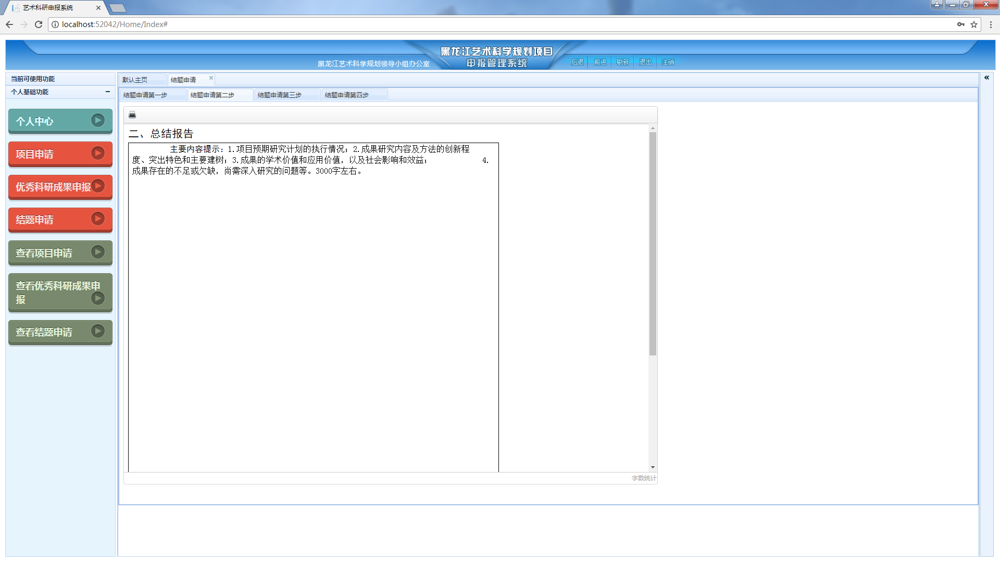 艺术科研申报系统
localhost:52042/Home/Index#
黑龙江艺术科学规划领导小组办公室
黑龙江艺术科学规划项目
申报管理系统
后退 前进 刷新 退出 注销
当前可使用功能
个人基础功能
个人中心
项目申请
优秀科研成果申报
结题申请
查看项目申请
查看优秀科研成果申
报
查看结题申请
默认主页 结题申请
结题申请第一步 结题申请第二步 结题申请第三步 结题申请第四步
二、总结报告
主要内容提示：1.项目预期研究计划的执行情况；2.成果研究内容及方法的创新程
度、突出特色和主要建树；3.成果的学术价值和应用价值，以及社会影响和效益； 4.
成果存在的不足或欠缺，尚需深入研究的问题等。3000字左右。
字数统计